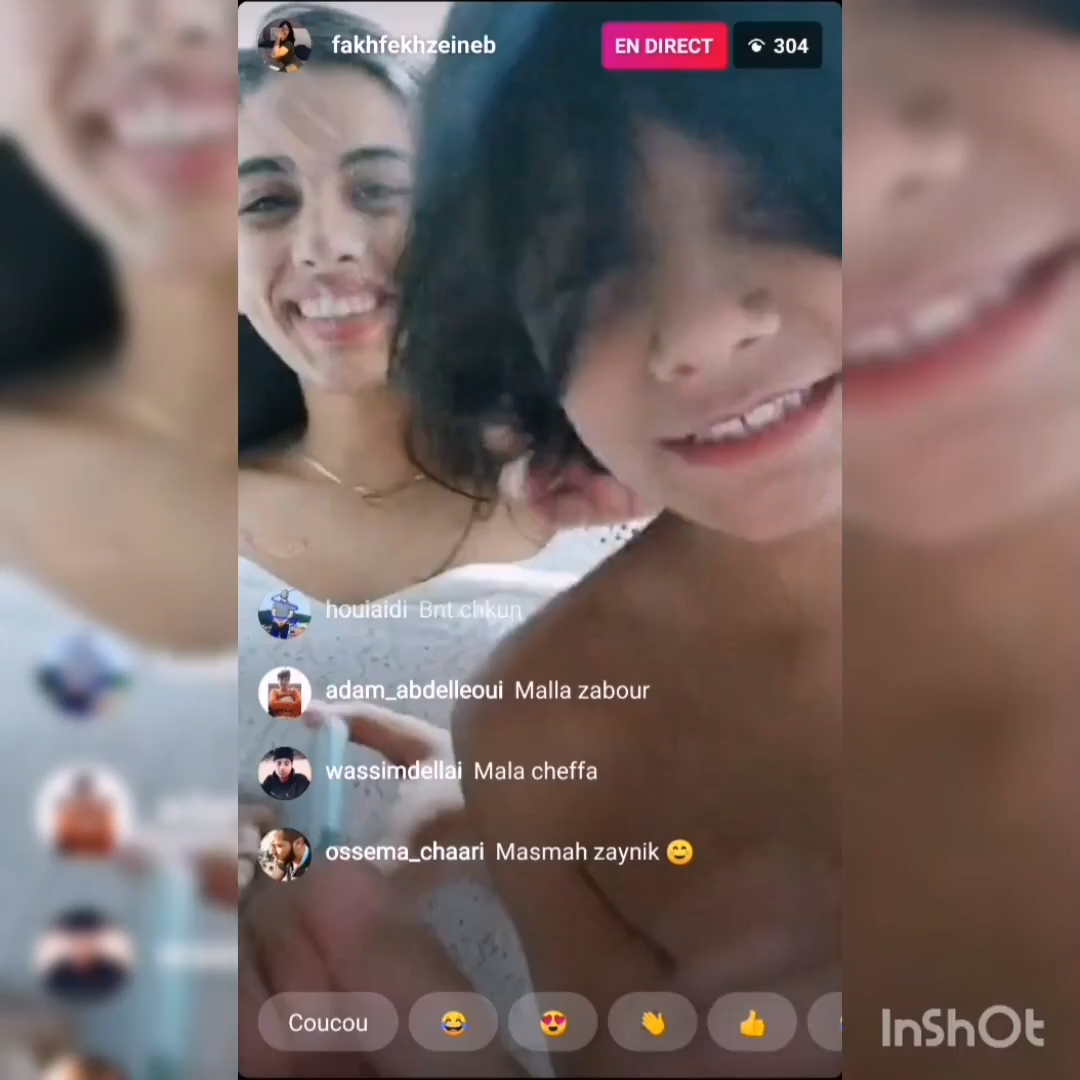 fakhfekhzeineb
EN DIRECT
304
houiaidi Bnt chkun
adam_abdelleoui Malla zabour
wassimdellai Mala cheffa
ossema_chaari Masmah zaynik 😊
Coucou 😂 😍 👋 👍
InShOt